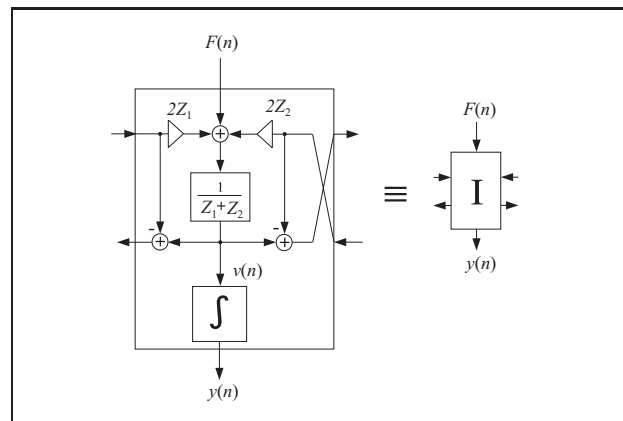 F(n)
2Z₁ 2Z₂
+
1
Z₁+Z₂
- -
+ +
v(n)
∫
y(n)
≡
F(n)
I
y(n)